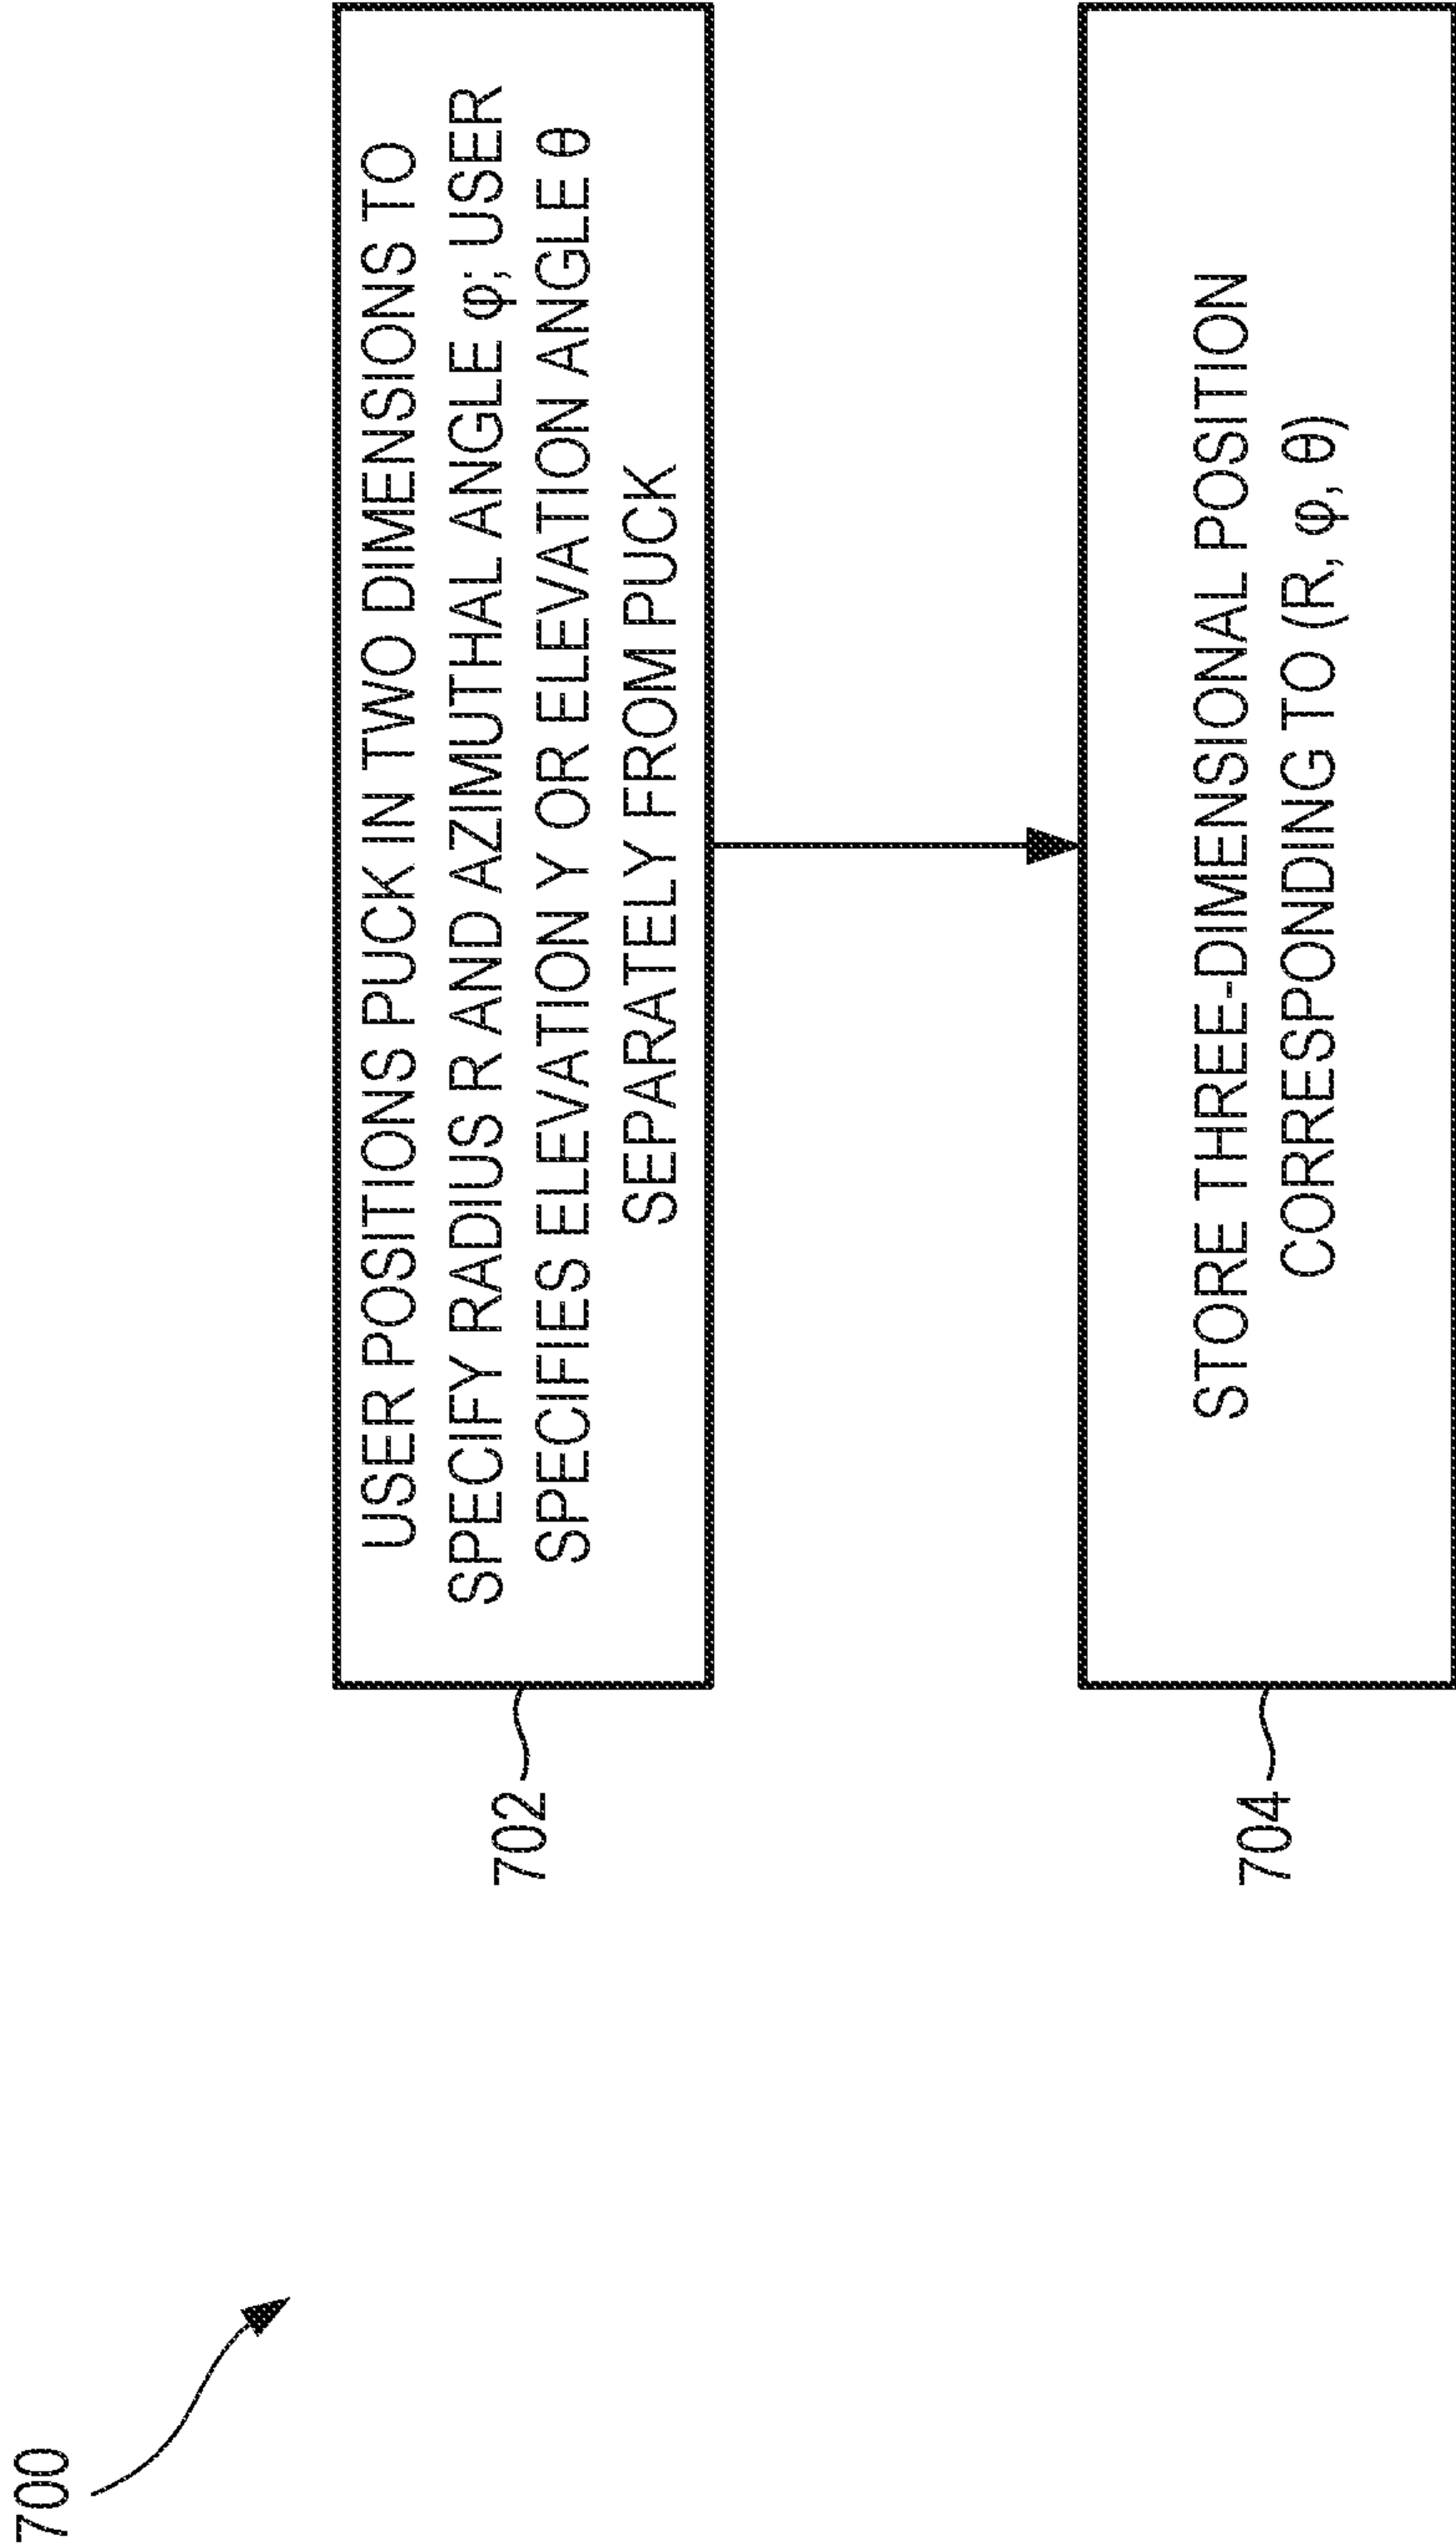 700
702
USER POSITIONS PUCK IN TWO DIMENSIONS TO
SPECIFY RADIUS R AND AZIMUTHAL ANGLE φ; USER
SPECIFIES ELEVATION Y OR ELEVATION ANGLE θ
SEPARATELY FROM PUCK
704
STORE THREE-DIMENSIONAL POSITION
CORRESPONDING TO (R, φ, θ)